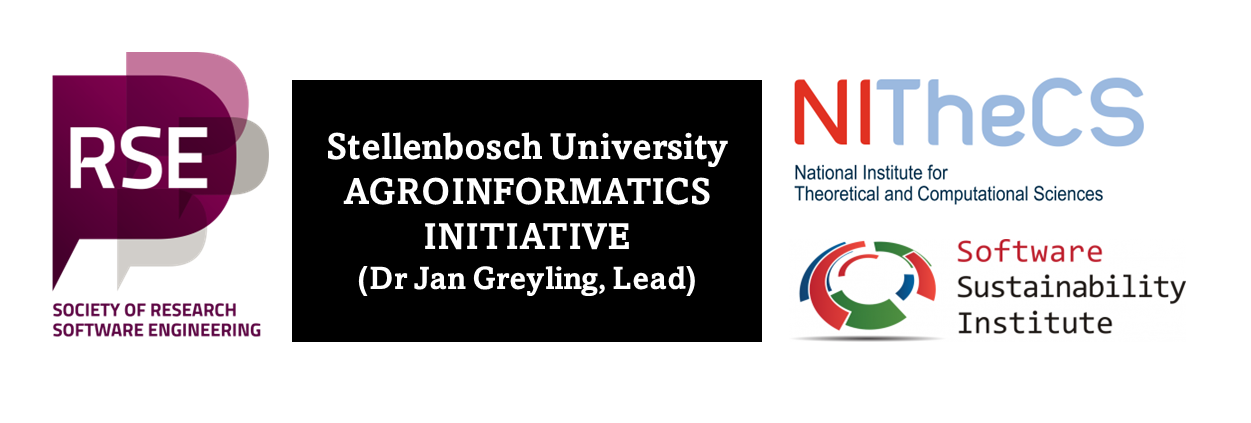 RSE
SOCIETY OF RESEARCH
SOFTWARE ENGINEERING
Stellenbosch University
AGROINFORMATICS
INITIATIVE
(Dr Jan Greyling, Lead)
NITheCS
National Institute for
Theoretical and Computational Sciences
Software
Sustainability
Institute